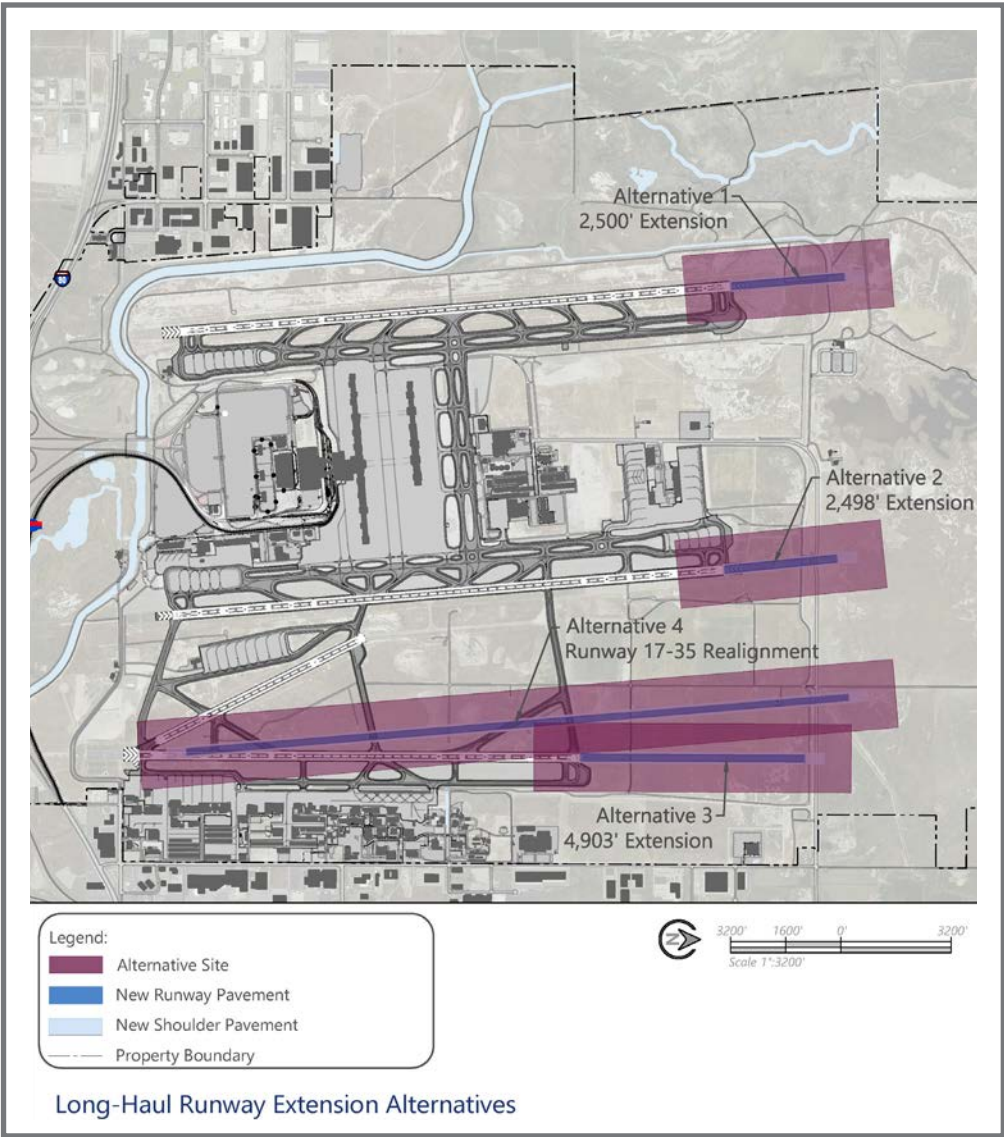 Alternative 1
2,500' Extension
80
Alternative 2
2,498' Extension
Alternative 4
Runway 17-35 Realignment
Alternative 3
4,903' Extension
Legend:
Alternative Site
New Runway Pavement
New Shoulder Pavement
Property Boundary
N
3200' 1600' 0' 3200'
Scale 1":3200'
Long-Haul Runway Extension Alternatives